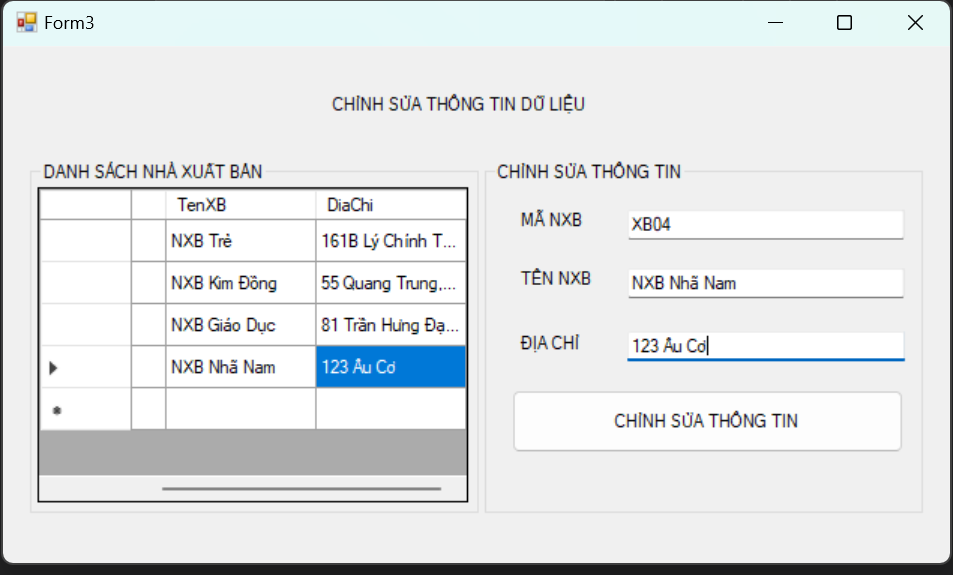 Form3
CHỈNH SỬA THÔNG TIN DỮ LIỆU
DANH SÁCH NHÀ XUẤT BẢN
TenXB DiaChi
NXB Trẻ 161B Lý Chính T...
NXB Kim Đồng 55 Quang Trung,...
NXB Giáo Dục 81 Trần Hưng Đạ...
NXB Nhã Nam 123 Âu Cơ
CHỈNH SỬA THÔNG TIN
MÃ NXB XB04
TÊN NXB NXB Nhã Nam
ĐỊA CHỈ 123 Âu Cơ
CHỈNH SỬA THÔNG TIN